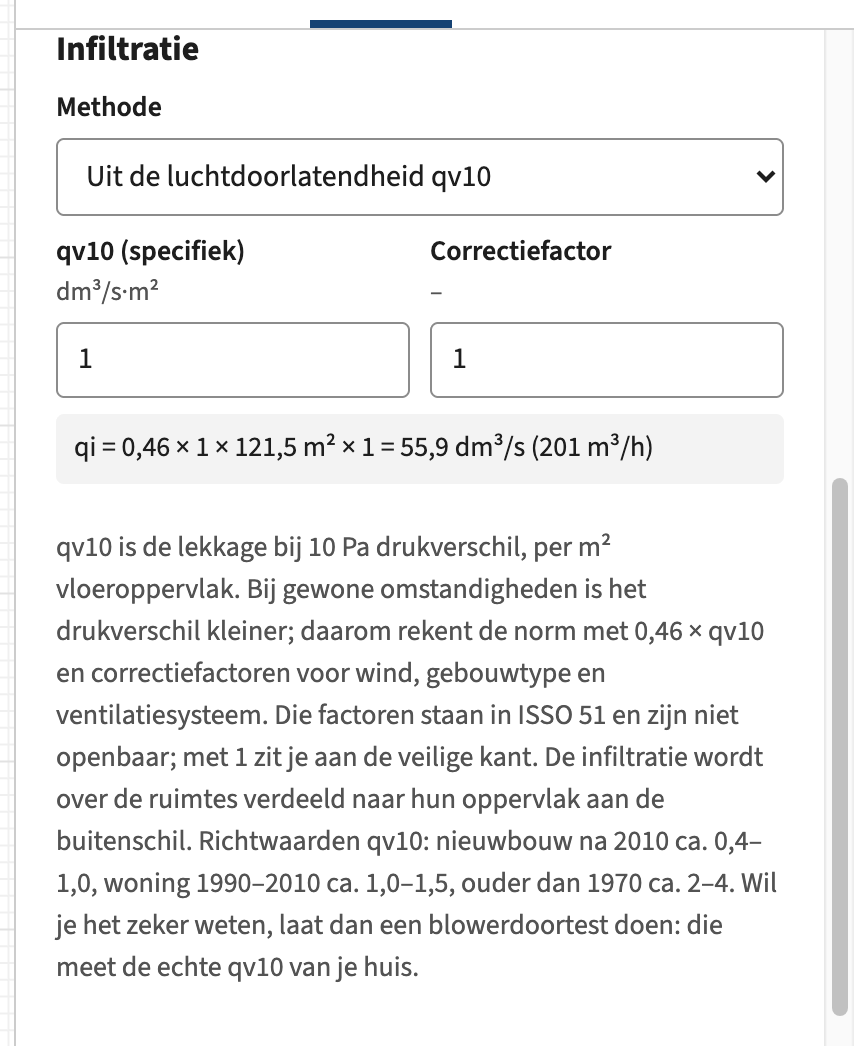 Infiltratie
Methode
Uit de luchtdoorlatendheid qv10
qv10 (specifiek)
dm³/s·m²
1
Correctiefactor
–
1
qi = 0,46 × 1 × 121,5 m² × 1 = 55,9 dm³/s (201 m³/h)
qv10 is de lekkage bij 10 Pa drukverschil, per m²
vloeroppervlak. Bij gewone omstandigheden is het
drukverschil kleiner; daarom rekent de norm met 0,46 × qv10
en correctiefactoren voor wind, gebouwtype en
ventilatiesysteem. Die factoren staan in ISSO 51 en zijn niet
openbaar; met 1 zit je aan de veilige kant. De infiltratie wordt
over de ruimtes verdeeld naar hun oppervlak aan de
buitenschil. Richtwaarden qv10: nieuwbouw na 2010 ca. 0,4–
1,0, woning 1990–2010 ca. 1,0–1,5, ouder dan 1970 ca. 2–4. Wil
je het zeker weten, laat dan een blowerdoortest doen: die
meet de echte qv10 van je huis.